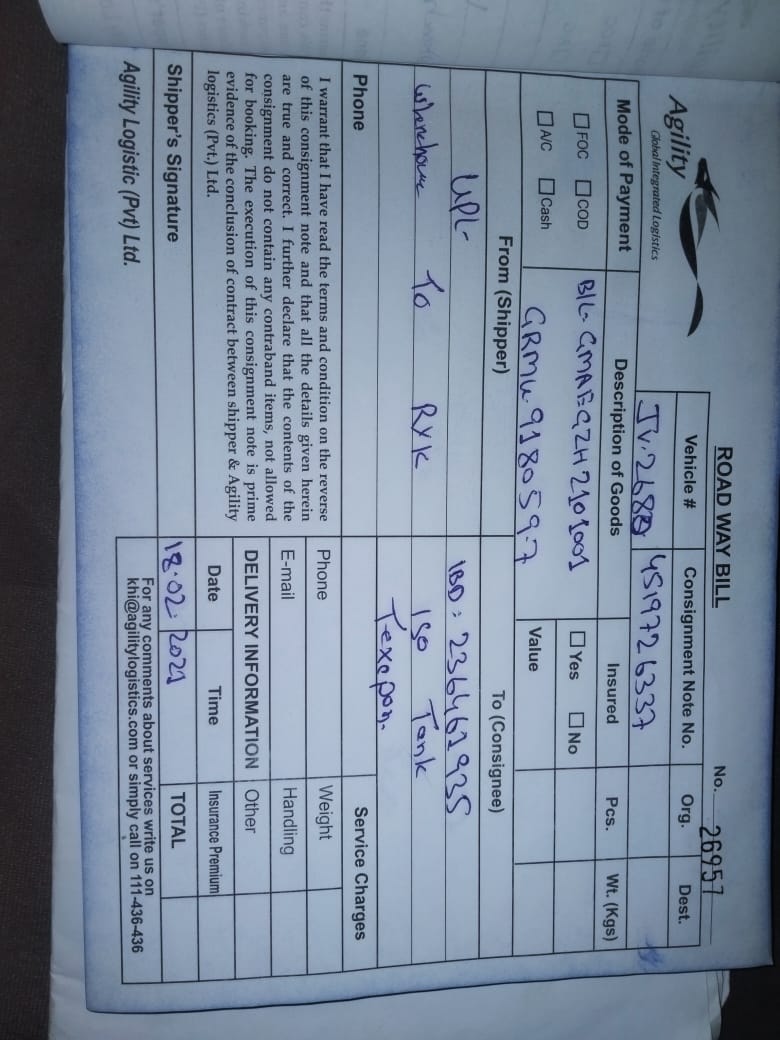 ROAD WAY BILL
No. 26957
Agility
Global Integrated Logistics
Vehicle # Consignment Note No. Org. Dest.
JV.2680 4519726337
Mode of Payment Description of Goods Insured Pcs. Wt. (Kgs)
FOC COD B/L- GMAEGZH2101001 Yes No
A/C Cash GRMU.918059-7 Value
From (Shipper) To (Consignee)
UPL- IBD: 236461935
Warehouse To RYK ISO Tank
Texapon.
Phone Service Charges
I warrant that I have read the terms and condition on the reverse
of this consignment note and that all the details given herein
are true and correct. I further declare that the contents of the
consignment do not contain any contraband items, not allowed
for booking. The execution of this consignment note is prime
evidence of the conclusion of contract between shipper & Agility
logistics (Pvt.) Ltd.
Phone Weight
E-mail Handling
DELIVERY INFORMATION Other
Date Time Insurance Premium
Shipper's Signature 18.02.2021 TOTAL
Agility Logistic (Pvt) Ltd.
For any comments about services write us on
khi@agilitylogistics.com or simply call on 111-436-436